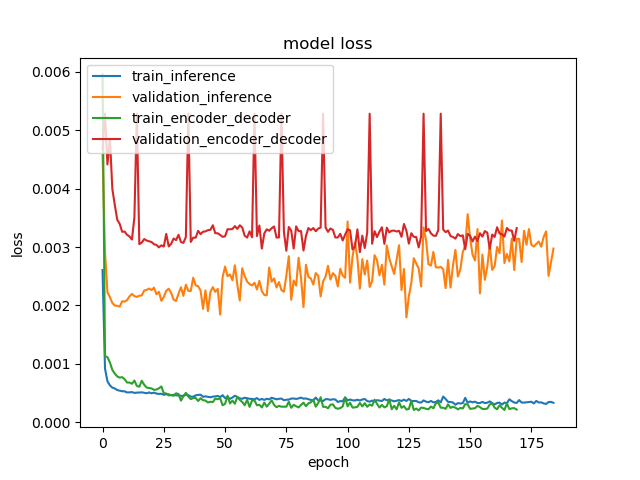 model loss
train_inference
validation_inference
train_encoder_decoder
validation_encoder_decoder
0.006
0.005
0.004
0.003
0.002
0.001
0.000
loss
0 25 50 75 100 125 150 175
epoch